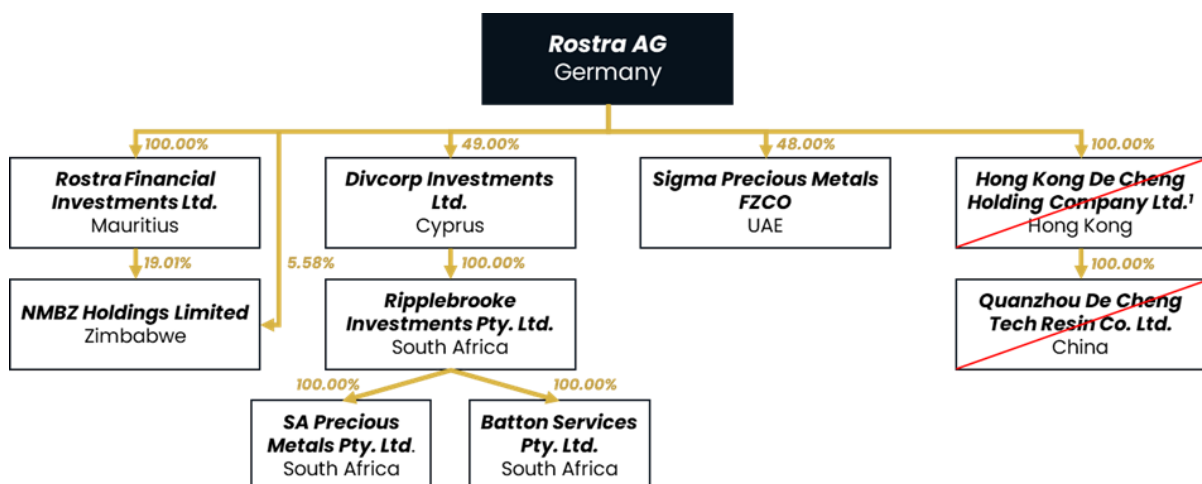 Rostra AG
Germany
100.00%
49.00%
48.00%
100.00%
Rostra Financial
Investments Ltd.
Mauritius
Divcorp Investments
Ltd.
Cyprus
Sigma Precious Metals
FZCO
UAE
Hong Kong De Cheng
Holding Company Ltd.¹
Hong Kong
19.01%
5.58%
100.00%
100.00%
NMBZ Holdings Limited
Zimbabwe
Ripplebrooke
Investments Pty. Ltd.
South Africa
Quanzhou De Cheng
Tech Resin Co. Ltd.
China
100.00%
100.00%
SA Precious
Metals Pty. Ltd.
South Africa
Batton Services
Pty. Ltd.
South Africa